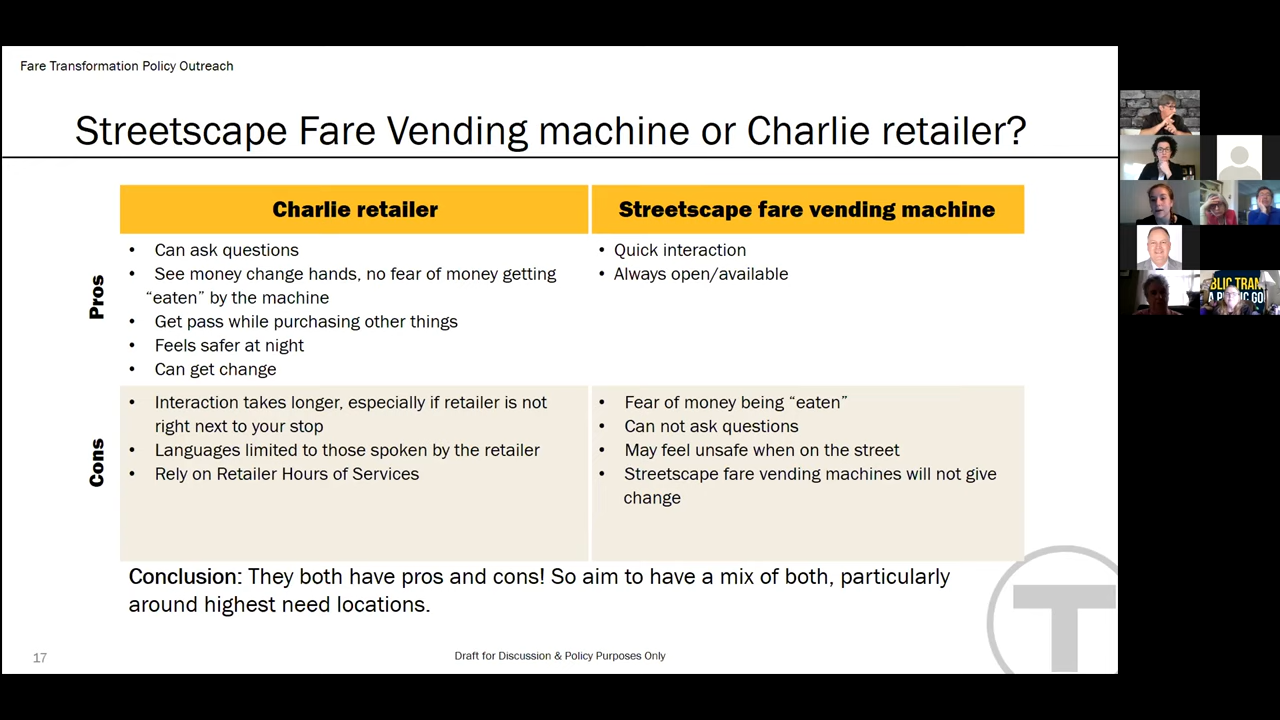 Fare Transformation Policy Outreach
Streetscape Fare Vending machine or Charlie retailer?
Charlie retailer
Streetscape fare vending machine
Pros
• Can ask questions
• See money change hands, no fear of money getting
“eaten” by the machine
• Get pass while purchasing other things
• Feels safer at night
• Can get change
• Quick interaction
• Always open/available
Cons
• Interaction takes longer, especially if retailer is not
right next to your stop
• Languages limited to those spoken by the retailer
• Rely on Retailer Hours of Services
• Fear of money being “eaten”
• Can not ask questions
• May feel unsafe when on the street
• Streetscape fare vending machines will not give
change
Conclusion: They both have pros and cons! So aim to have a mix of both, particularly
around highest need locations.
17
Draft for Discussion & Policy Purposes Only
T